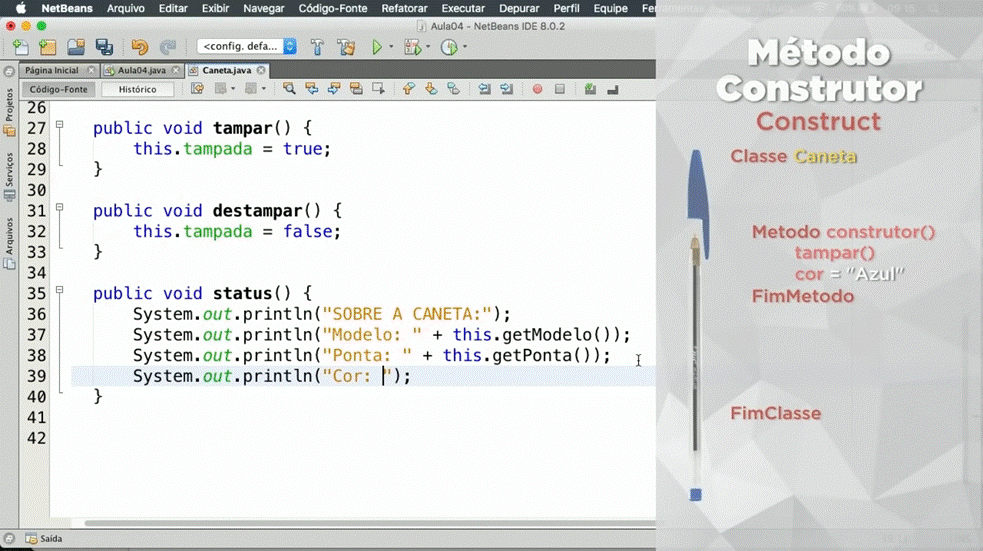 NetBeans Arquivo Editar Exibir Navegar Código-Fonte Refatorar Executar Depurar Perfil Equipe Ferramentas
Aula04 - NetBeans IDE 8.0.2
<config. defa...
Página Inicial Aula04.java Caneta.java
Código-Fonte Histórico
Projetos
Serviços
Arquivos
26
27 public void tampar() {
28 this.tampada = true;
29 }
30
31 public void destampar() {
32 this.tampada = false;
33 }
34
35 public void status() {
36 System.out.println("SOBRE A CANETA:");
37 System.out.println("Modelo: " + this.getModelo());
38 System.out.println("Ponta: " + this.getPonta());
39 System.out.println("Cor: ");
40 }
41
42
Saída
Método
Construtor
Construct
Classe Caneta
Metodo construtor()
tampar()
cor = "Azul"
FimMetodo
FimClasse